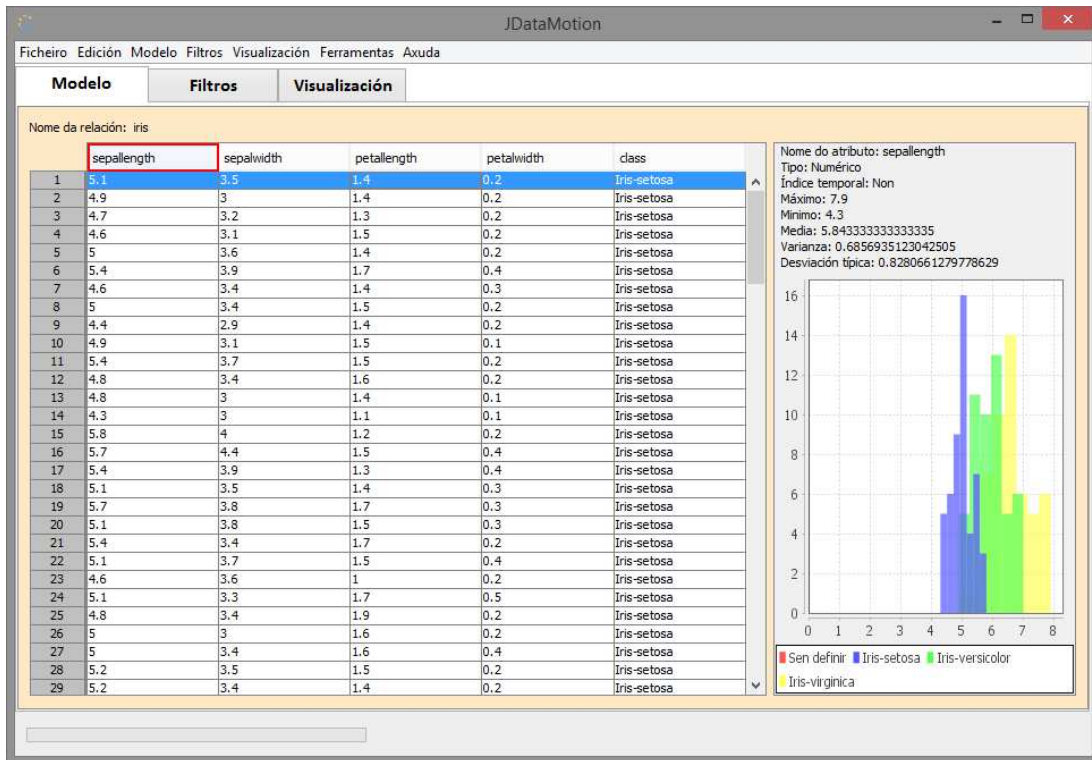 JDataMotion
Ficheiro Edición Modelo Filtros Visualización Ferramentas Axuda
Modelo Filtros Visualización
Nome da relación: iris
sepallength sepalwidth petallength petalwidth class
1 5.1 3.5 1.4 0.2 Iris-setosa
2 4.9 3 1.4 0.2 Iris-setosa
3 4.7 3.2 1.3 0.2 Iris-setosa
4 4.6 3.1 1.5 0.2 Iris-setosa
5 5 3.6 1.4 0.2 Iris-setosa
6 5.4 3.9 1.7 0.4 Iris-setosa
7 4.6 3.4 1.4 0.3 Iris-setosa
8 5 3.4 1.5 0.2 Iris-setosa
9 4.4 2.9 1.4 0.2 Iris-setosa
10 4.9 3.1 1.5 0.1 Iris-setosa
11 5.4 3.7 1.5 0.2 Iris-setosa
12 4.8 3.4 1.6 0.2 Iris-setosa
13 4.8 3 1.4 0.1 Iris-setosa
14 4.3 3 1.1 0.1 Iris-setosa
15 5.8 4 1.2 0.2 Iris-setosa
16 5.7 4.4 1.5 0.4 Iris-setosa
17 5.4 3.9 1.3 0.4 Iris-setosa
18 5.1 3.5 1.4 0.3 Iris-setosa
19 5.7 3.8 1.7 0.3 Iris-setosa
20 5.1 3.8 1.5 0.3 Iris-setosa
21 5.4 3.4 1.7 0.2 Iris-setosa
22 5.1 3.7 1.5 0.4 Iris-setosa
23 4.6 3.6 1 0.2 Iris-setosa
24 5.1 3.3 1.7 0.5 Iris-setosa
25 4.8 3.4 1.9 0.2 Iris-setosa
26 5 3 1.6 0.2 Iris-setosa
27 5 3.4 1.6 0.4 Iris-setosa
28 5.2 3.5 1.5 0.2 Iris-setosa
29 5.2 3.4 1.4 0.2 Iris-setosa
Nome do atributo: sepallength
Tipo: Numérico
Índice temporal: Non
Máximo: 7.9
Minimo: 4.3
Media: 5.843333333333335
Varianza: 0.6856935123042505
Desviación típica: 0.8280661279778629
16
14
12
10
8
6
4
2
0
0 1 2 3 4 5 6 7 8
Sen definir Iris-setosa Iris-versicolor
Iris-virginica